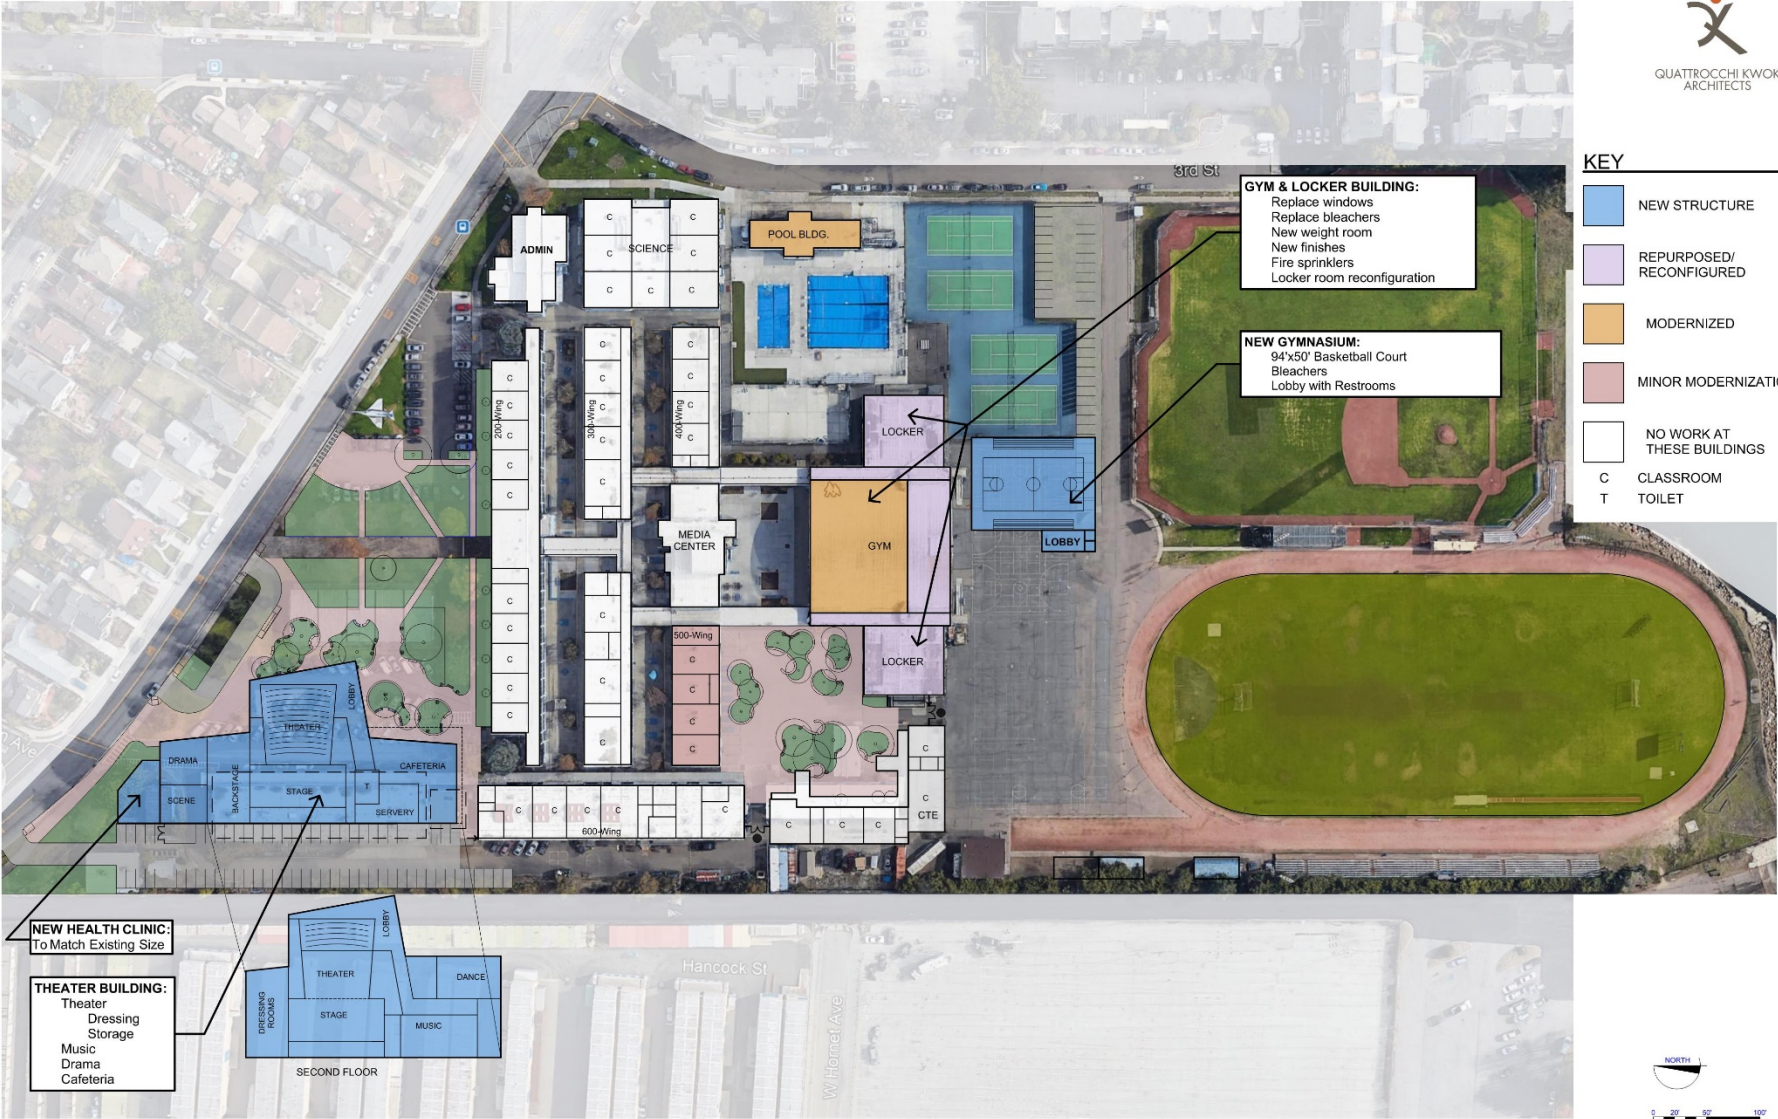 QUATTROCCHI KWOK
ARCHITECTS
KEY
NEW STRUCTURE
REPURPOSED/
RECONFIGURED
MODERNIZED
MINOR MODERNIZATI
NO WORK AT
THESE BUILDINGS
C CLASSROOM
T TOILET
3rd St
GYM & LOCKER BUILDING:
Replace windows
Replace bleachers
New weight room
New finishes
Fire sprinklers
Locker room reconfiguration
NEW GYMNASIUM:
94'x50' Basketball Court
Bleachers
Lobby with Restrooms
ADMIN
SCIENCE
C C
C C
C C C
POOL BLDG.
200-Wing
C
C
C
C
C
C
C
C
C
C
300-Wing
C
C
C
C
C
C
C
C
400-Wing
C
C
C
C
MEDIA
CENTER
LOCKER
GYM
LOCKER
LOBBY
500-Wing
C
C
C
C
THEATER
LOBBY
DRAMA
CAFETERIA
SCENE
BACKSTAGE
STAGE
T
SERVERY
C C C C C
600-Wing
C
C
CTE
C C C
n Ave
NEW HEALTH CLINIC:
To Match Existing Size
THEATER BUILDING:
Theater
Dressing
Storage
Music
Drama
Cafeteria
LOBBY
THEATER
DANCE
DRESSING
ROOMS
STAGE
MUSIC
SECOND FLOOR
Hancock St
W Hornet Ave
NORTH
0 20' 50' 100'